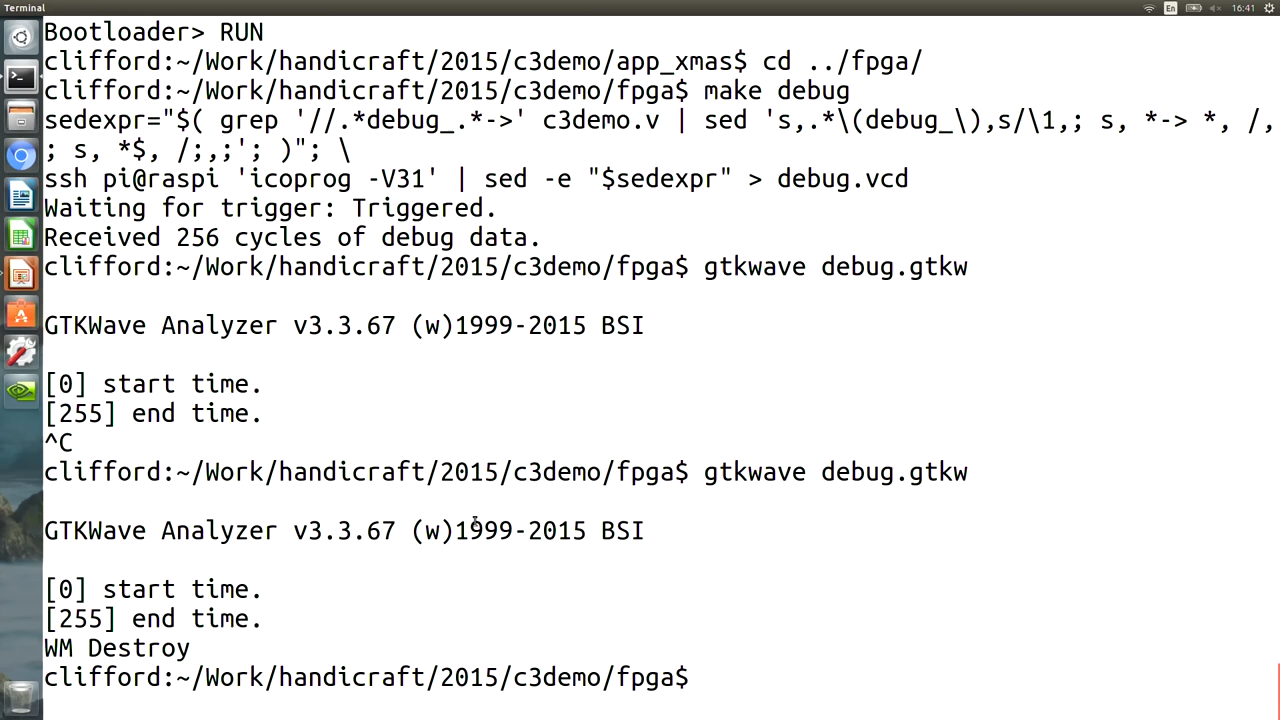 Terminal
En
16:41
Bootloader> RUN
clifford:~/Work/handicraft/2015/c3demo/app_xmas$ cd ../fpga/
clifford:~/Work/handicraft/2015/c3demo/fpga$ make debug
sedexpr="$( grep '//.*debug_.*->' c3demo.v | sed 's,.*\(debug_\),s/\1,; s, *-> *, /,
; s, *$, /;,;'; )"; \
ssh pi@raspi 'icoprog -V31' | sed -e "$sedexpr" > debug.vcd
Waiting for trigger: Triggered.
Received 256 cycles of debug data.
clifford:~/Work/handicraft/2015/c3demo/fpga$ gtkwave debug.gtkw
GTKWave Analyzer v3.3.67 (w)1999-2015 BSI
[0] start time.
[255] end time.
^C
clifford:~/Work/handicraft/2015/c3demo/fpga$ gtkwave debug.gtkw
GTKWave Analyzer v3.3.67 (w)1999-2015 BSI
[0] start time.
[255] end time.
WM Destroy
clifford:~/Work/handicraft/2015/c3demo/fpga$